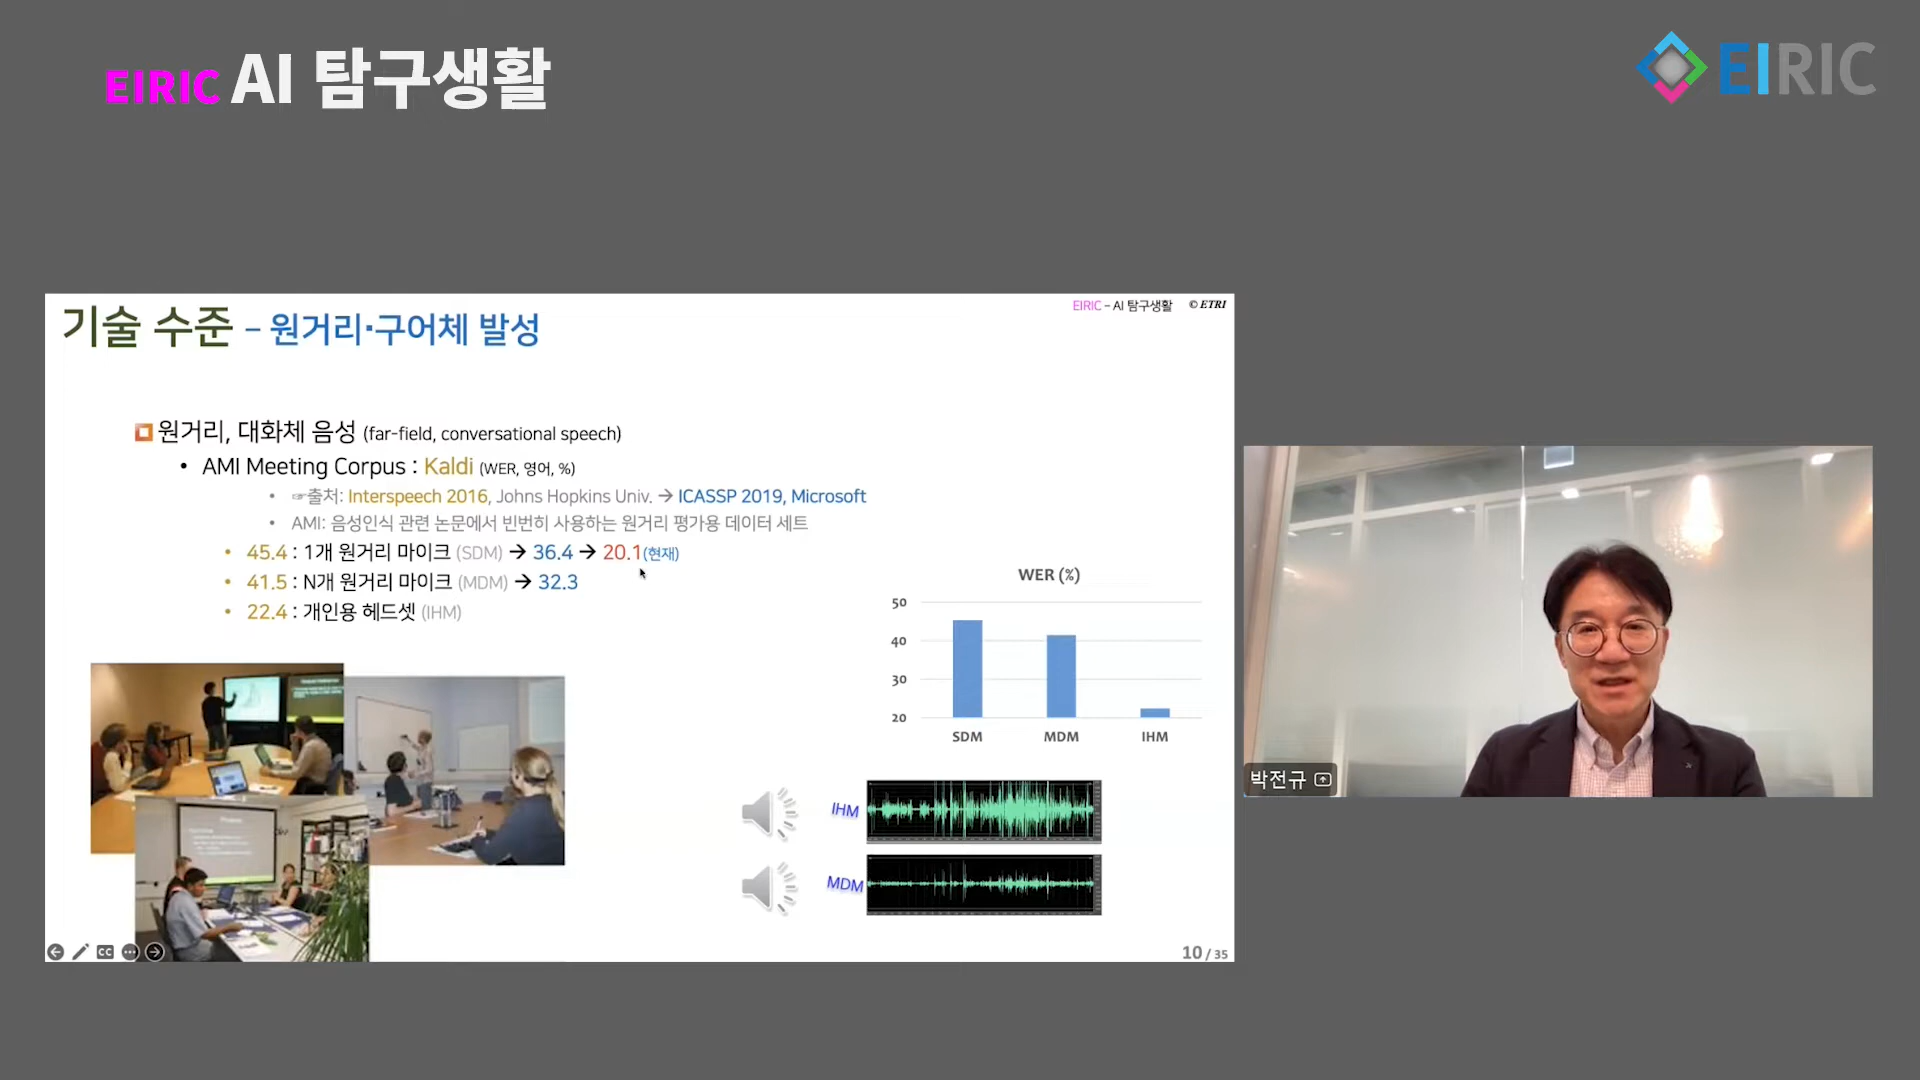 EIRIC AI 탐구생활
EIRIC
EIRIC – AI 탐구생활 © ETRI
기술 수준 – 원거리·구어체 발성
원거리, 대화체 음성 (far-field, conversational speech)
• AMI Meeting Corpus : Kaldi (WER, 영어, %)
• ☞출처: Interspeech 2016, Johns Hopkins Univ. → ICASSP 2019, Microsoft
• AMI: 음성인식 관련 논문에서 빈번히 사용하는 원거리 평가용 데이터 세트
• 45.4 : 1개 원거리 마이크 (SDM) → 36.4 → 20.1(현재)
• 41.5 : N개 원거리 마이크 (MDM) → 32.3
• 22.4 : 개인용 헤드셋 (IHM)
WER (%)
50
40
30
20
SDM MDM IHM
IHM
MDM
CC
10 / 35
박전규